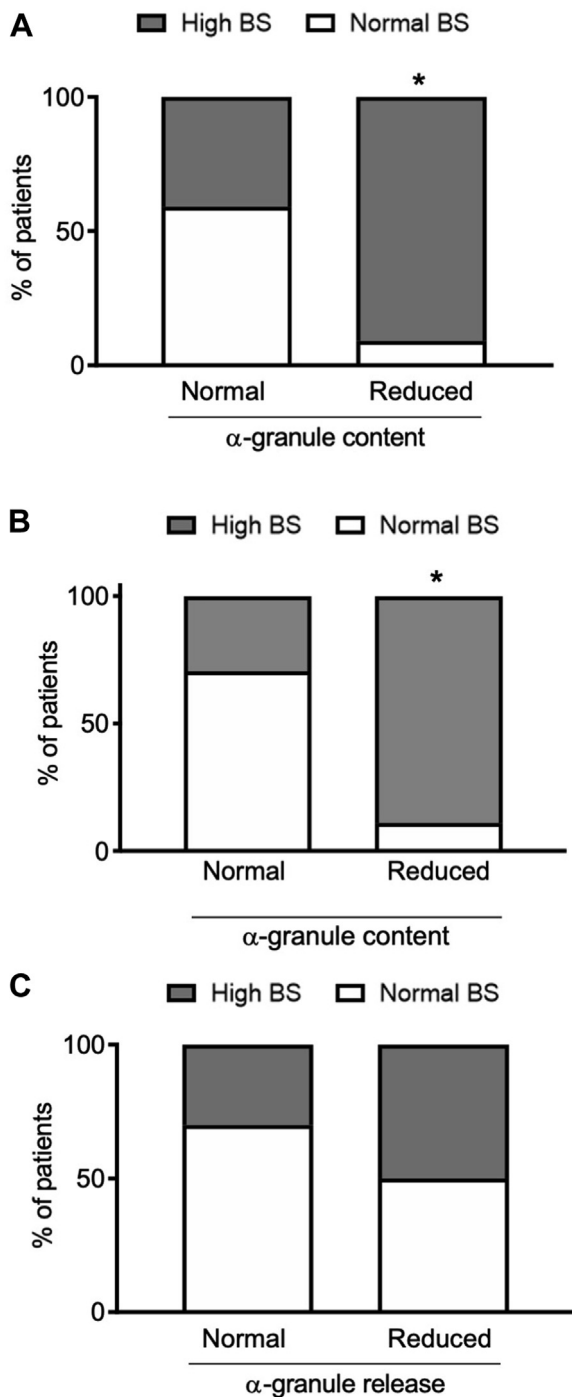 A
High BS Normal BS
*
100
50
0
% of patients
Normal Reduced
α-granule content
B
High BS Normal BS
*
100
50
0
% of patients
Normal Reduced
α-granule content
C
High BS Normal BS
100
50
0
% of patients
Normal Reduced
α-granule release